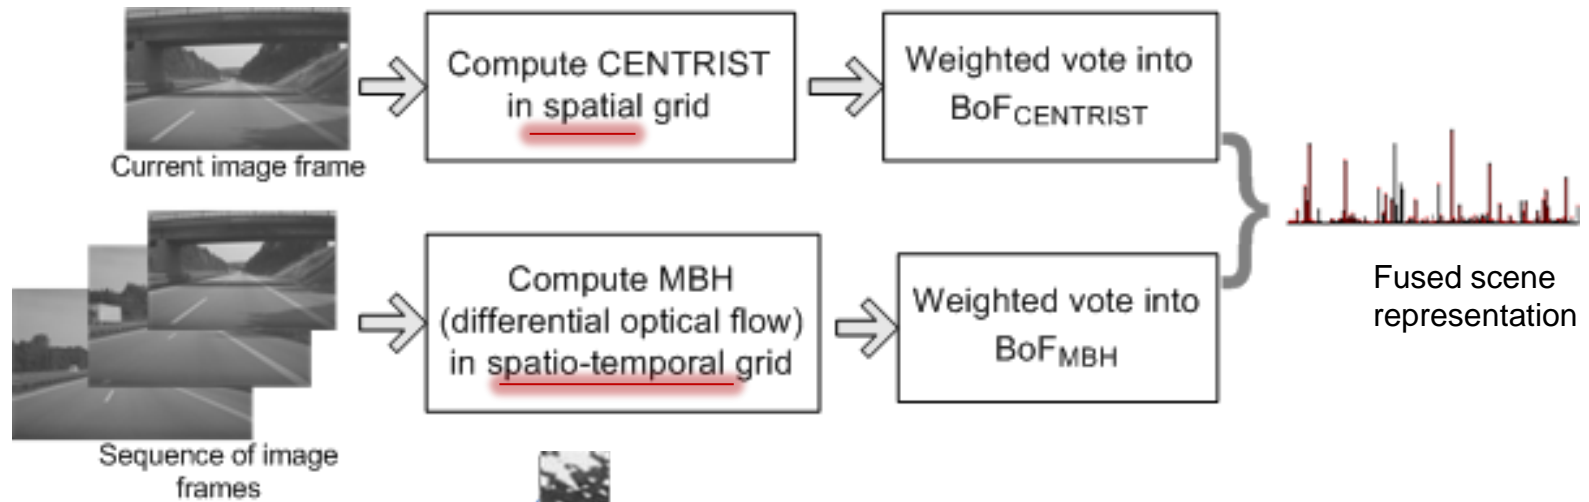 Compute CENTRIST
in spatial grid
Weighted vote into
BoFCENTRIST
Current image frame
Compute MBH
(differential optical flow)
in spatio-temporal grid
Weighted vote into
BoFMBH
Fused scene
representation
Sequence of image
frames